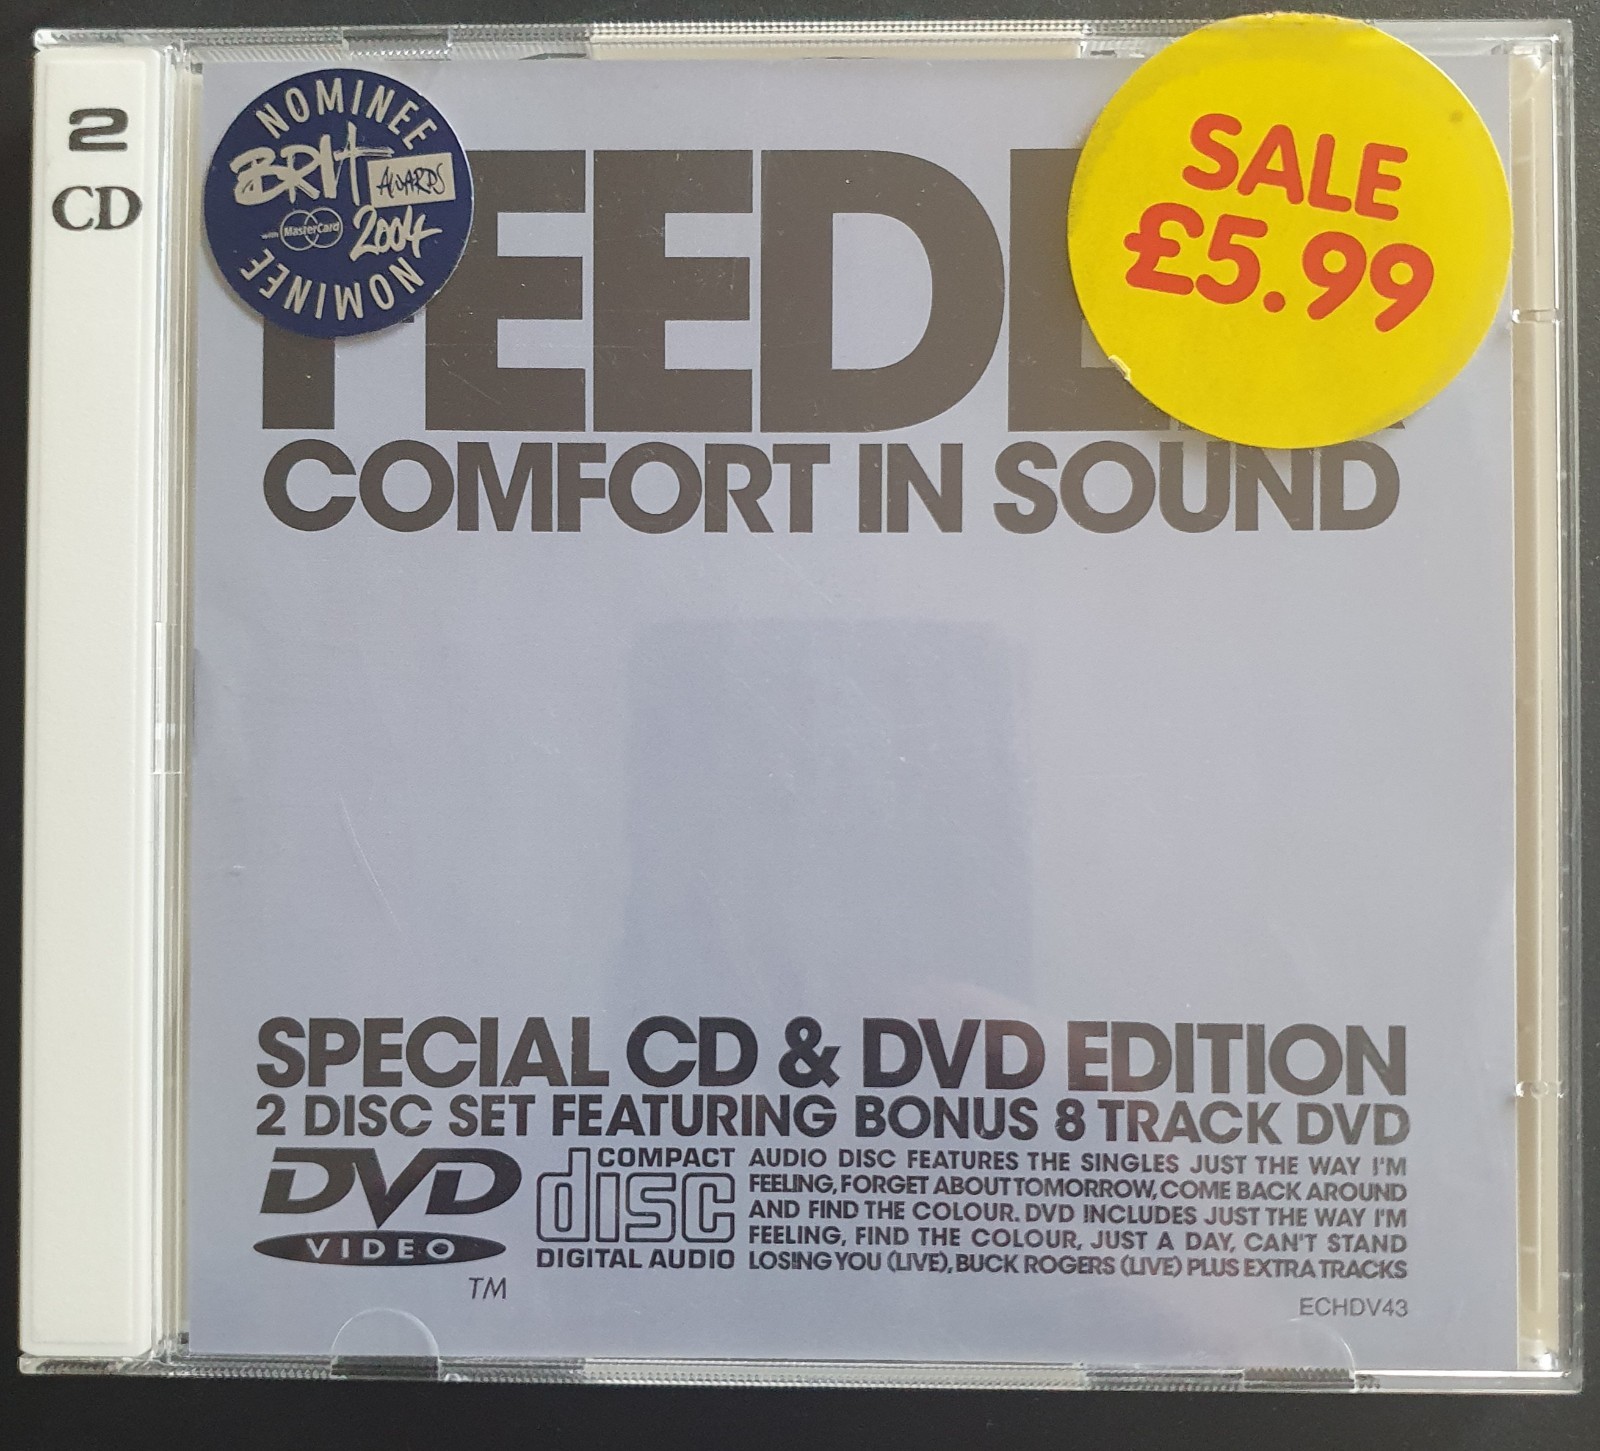 2
CD
NOMINEE
BRIT
AWARDS
with MasterCard
2004
NOMINEE
SALE
£5.99
FEEDER
COMFORT IN SOUND
SPECIAL CD & DVD EDITION
2 DISC SET FEATURING BONUS 8 TRACK DVD
DVD
VIDEO
TM
COMPACT
disc
DIGITAL AUDIO
AUDIO DISC FEATURES THE SINGLES JUST THE WAY I'M
FEELING, FORGET ABOUT TOMORROW, COME BACK AROUND
AND FIND THE COLOUR. DVD INCLUDES JUST THE WAY I'M
FEELING, FIND THE COLOUR, JUST A DAY, CAN'T STAND
LOSING YOU (LIVE), BUCK ROGERS (LIVE) PLUS EXTRA TRACKS
ECHDV43